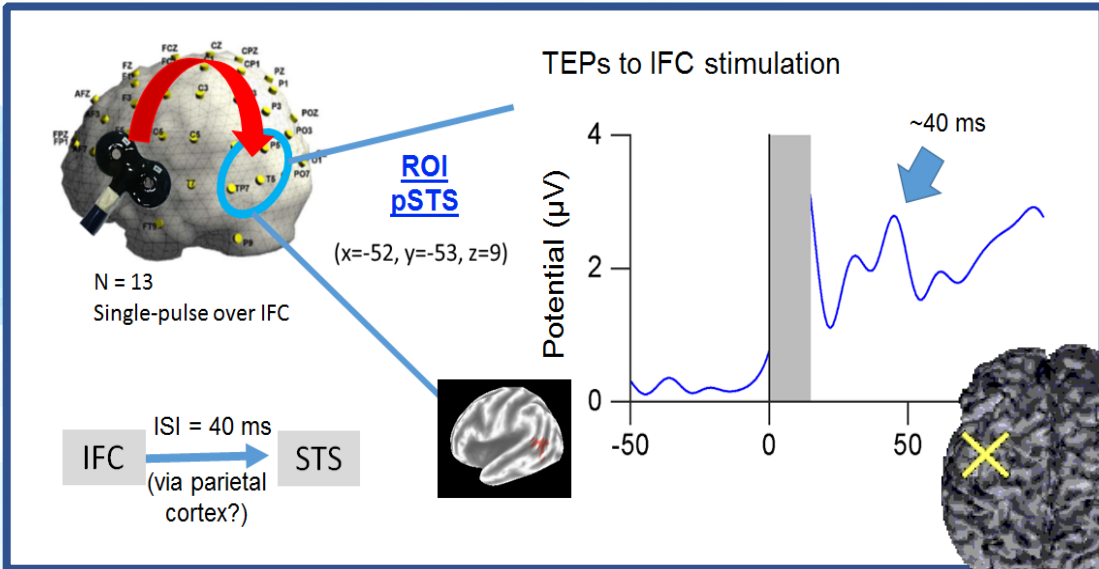 TEPs to IFC stimulation
FCZ
CZ
CPZ
FZ
CP1
PZ
P1
AFZ
F3
C3
P3
POZ
AF3
PO3
FPZ
FP1
C5
P5
O1
PO7
TP7
T5
P9
ROI
pSTS
(x=-52, y=-53, z=9)
N = 13
Single-pulse over IFC
~40 ms
Potential (µV)
4
2
0
-50
0
50
ISI = 40 ms
IFC
STS
(via parietal
cortex?)